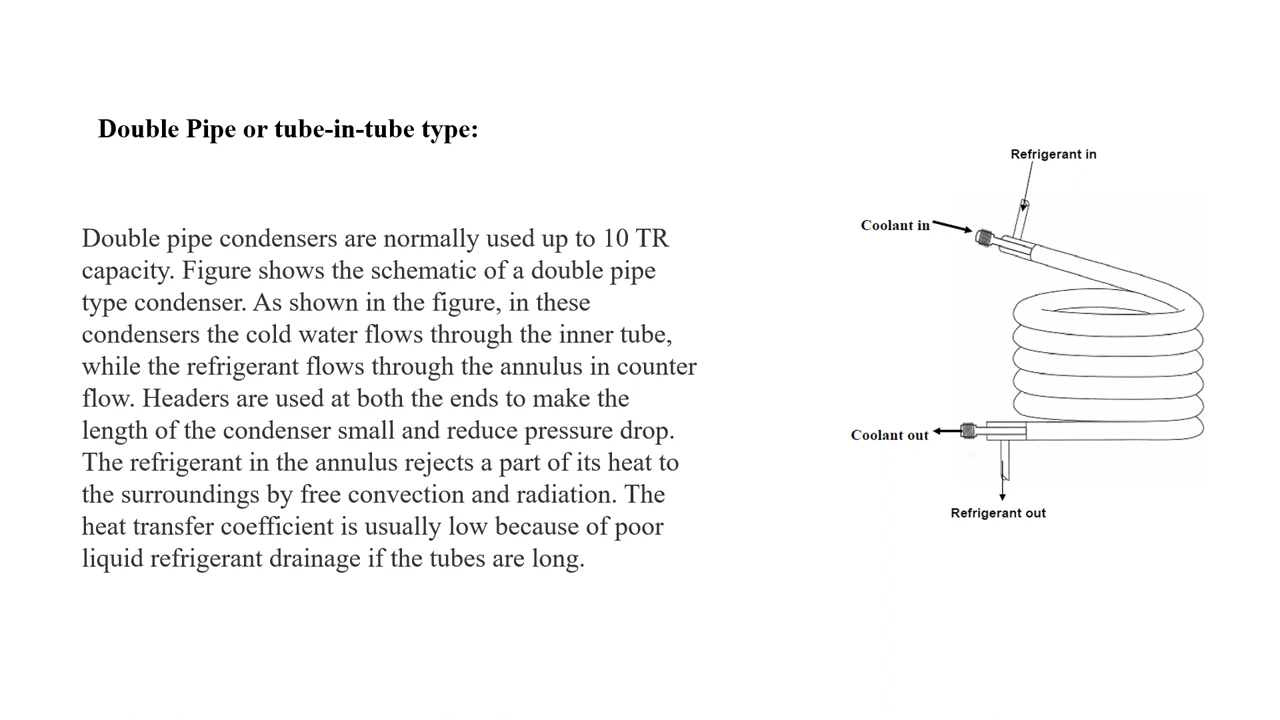 Double Pipe or tube-in-tube type:
Double pipe condensers are normally used up to 10 TR
capacity. Figure shows the schematic of a double pipe
type condenser. As shown in the figure, in these
condensers the cold water flows through the inner tube,
while the refrigerant flows through the annulus in counter
flow. Headers are used at both the ends to make the
length of the condenser small and reduce pressure drop.
The refrigerant in the annulus rejects a part of its heat to
the surroundings by free convection and radiation. The
heat transfer coefficient is usually low because of poor
liquid refrigerant drainage if the tubes are long.
Refrigerant in
Coolant in
Coolant out
Refrigerant out